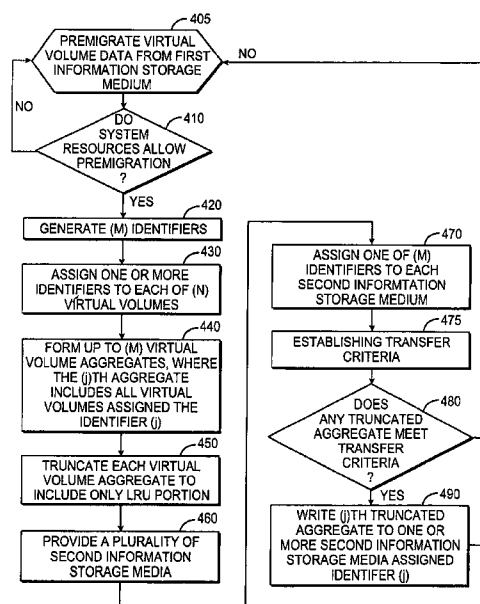 405
PREMIGRATE VIRTUAL
VOLUME DATA FROM FIRST
INFORMATION STORAGE
MEDIUM
NO
NO
410
DO
SYSTEM
RESOURCES ALLOW
PREMIGRATION
?
YES
420
GENERATE (M) IDENTIFIERS
430
ASSIGN ONE OR MORE
IDENTIFIERS TO EACH OF (N)
VIRTUAL VOLUMES
440
FORM UP TO (M) VIRTUAL
VOLUME AGGREGATES, WHERE
THE (j)TH AGGREGATE
INCLUDES ALL VIRTUAL
VOLUMES ASSIGNED THE
IDENTIFIER (j)
450
TRUNCATE EACH VIRTUAL
VOLUME AGGREGATE TO
INCLUDE ONLY LRU PORTION
460
PROVIDE A PLURALITY OF
SECOND INFORMATION
STORAGE MEDIA
470
ASSIGN ONE OF (M)
IDENTIFIERS TO EACH
SECOND INFORMTATION
STORAGE MEDIUM
475
ESTABLISHING TRANSFER
CRITERIA
480
DOES
ANY TRUNCATED
AGGREGATE MEET
TRANSFER
CRITERIA
?
YES
490
WRITE (j)TH TRUNCATED
AGGREGATE TO ONE OR
MORE SECOND INFORMATION
STORAGE MEDIA ASSIGNED
IDENTIFER (j)